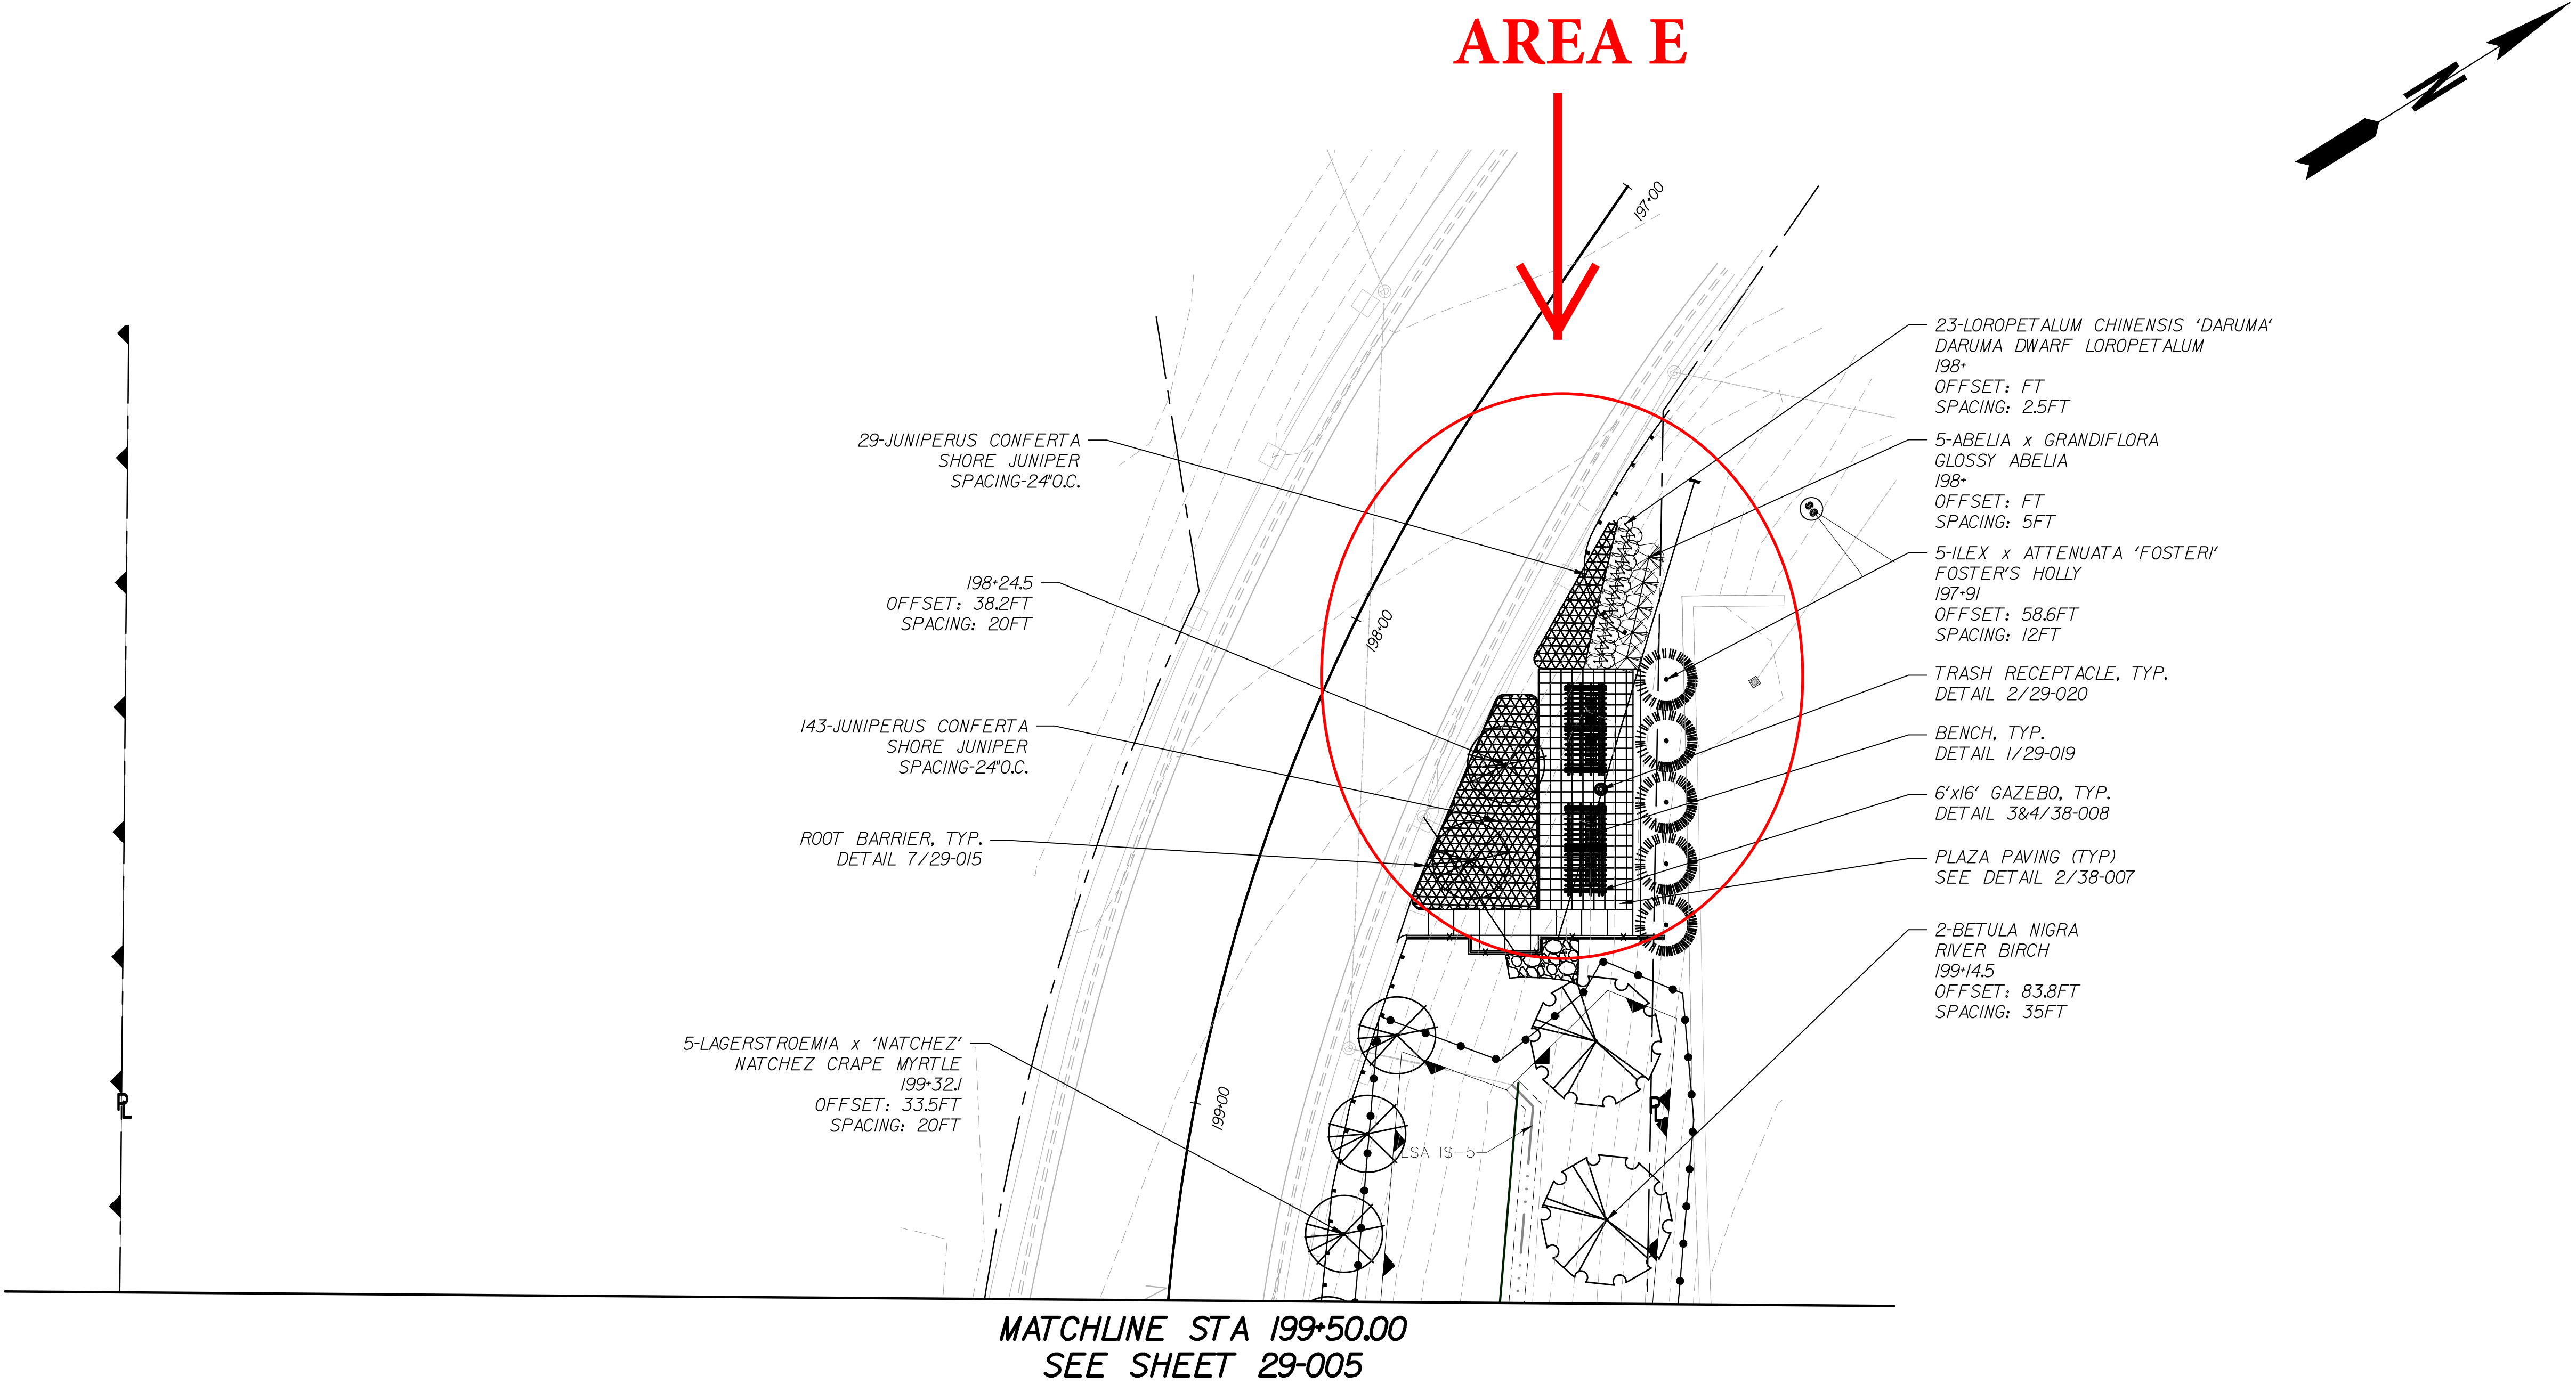 AREA E
N
197+00
23-LOROPETALUM CHINENSIS 'DARUMA'
DARUMA DWARF LOROPETALUM
198+
OFFSET: FT
SPACING: 2.5FT
29-JUNIPERUS CONFERTA
SHORE JUNIPER
SPACING-24"O.C.
5-ABELIA x GRANDIFLORA
GLOSSY ABELIA
198+
OFFSET: FT
SPACING: 5FT
5-ILEX x ATTENUATA 'FOSTERI'
FOSTER'S HOLLY
197+91
OFFSET: 58.6FT
SPACING: 12FT
198+24.5
OFFSET: 38.2FT
SPACING: 20FT
198+00
TRASH RECEPTACLE, TYP.
DETAIL 2/29-020
143-JUNIPERUS CONFERTA
SHORE JUNIPER
SPACING-24"O.C.
BENCH, TYP.
DETAIL 1/29-019
6'x16' GAZEBO, TYP.
DETAIL 3&4/38-008
ROOT BARRIER, TYP.
DETAIL 7/29-015
PLAZA PAVING (TYP)
SEE DETAIL 2/38-007
2-BETULA NIGRA
RIVER BIRCH
199+14.5
OFFSET: 83.8FT
SPACING: 35FT
5-LAGERSTROEMIA x 'NATCHEZ'
NATCHEZ CRAPE MYRTLE
199+32.1
OFFSET: 33.5FT
SPACING: 20FT
199+00
PL
PL
ESA IS-5
MATCHLINE STA 199+50.00
SEE SHEET 29-005